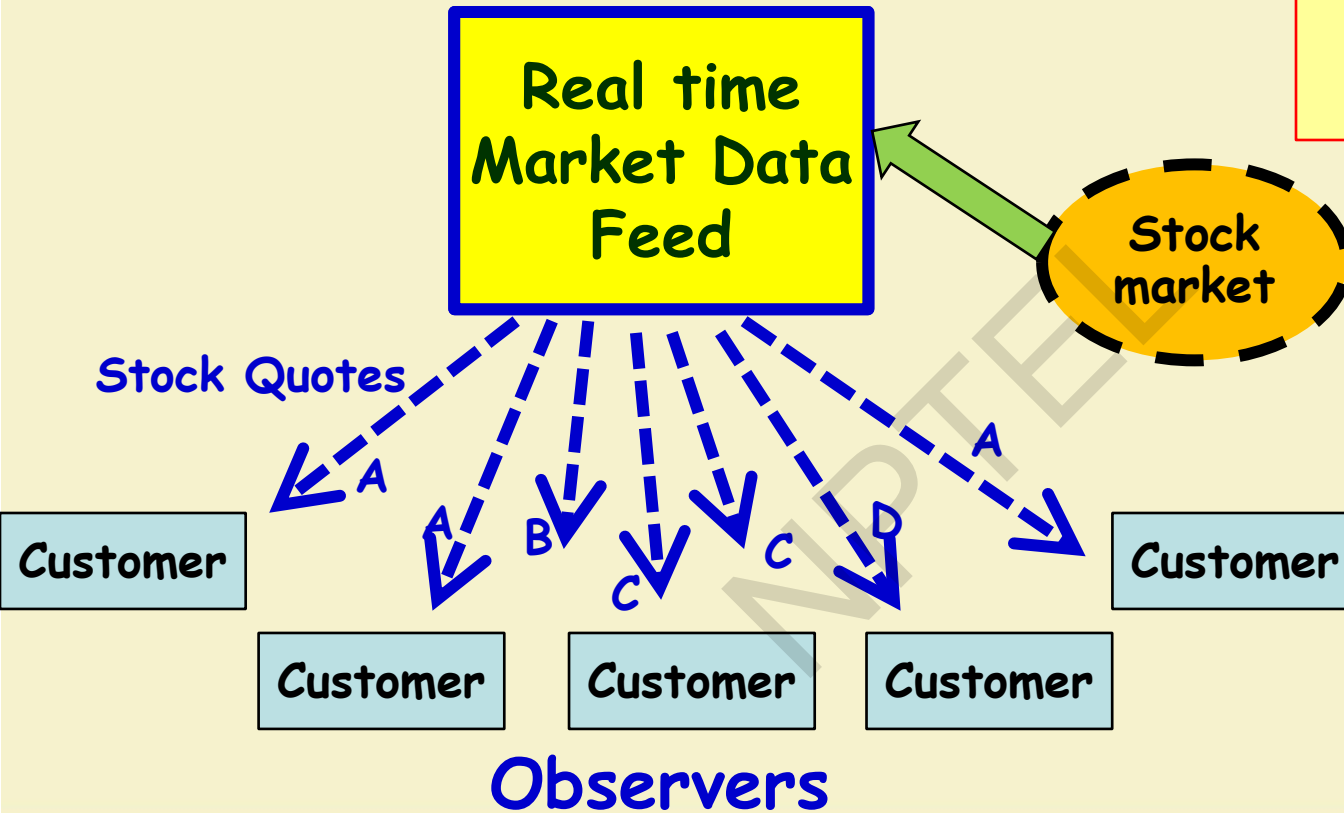 Real time
Market Data
Feed
Stock
market
Stock Quotes
A
A
A
B
D
C
C
Customer
Customer
Customer
Customer
Customer
Observers
NPTEL